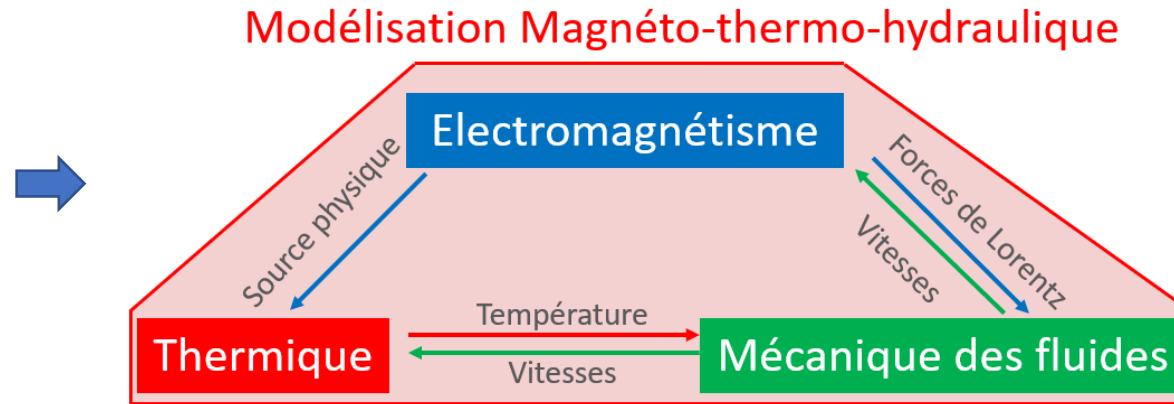 Modélisation Magnéto-thermo-hydraulique
Electromagnétisme
Source physique
Forces de Lorentz
Vitesses
Température
Thermique
Mécanique des fluides
Vitesses